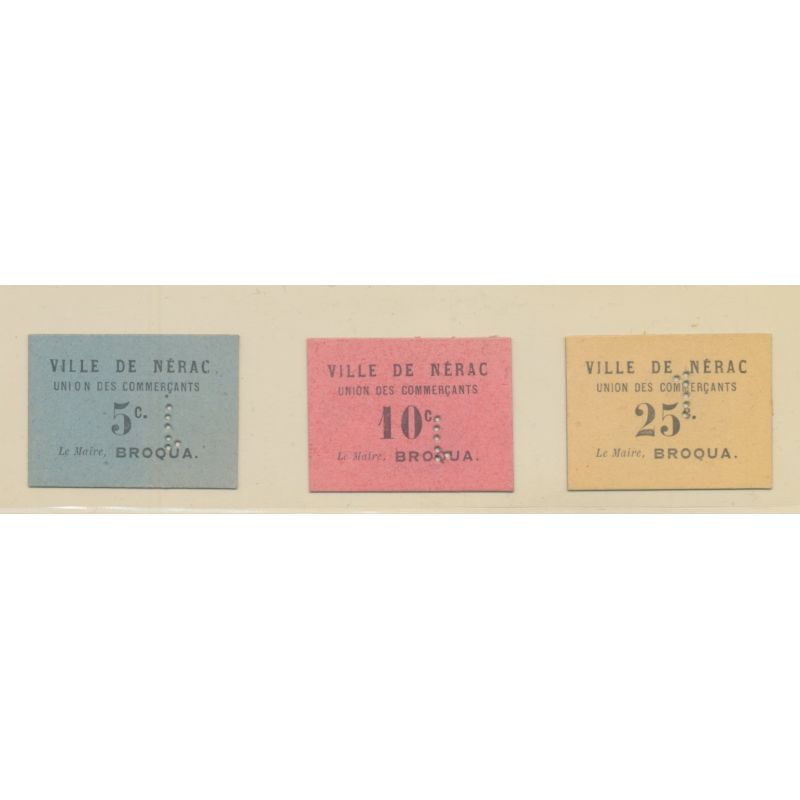 VILLE DE NÉRAC
UNION DES COMMERÇANTS
5c.
Le Maire, BROQUA.
VILLE DE NÉRAC
UNION DES COMMERÇANTS
10c.
Le Maire, BROQUA.
VILLE DE NÉRAC
UNION DES COMMERÇANTS
25c.
Le Maire, BROQUA.